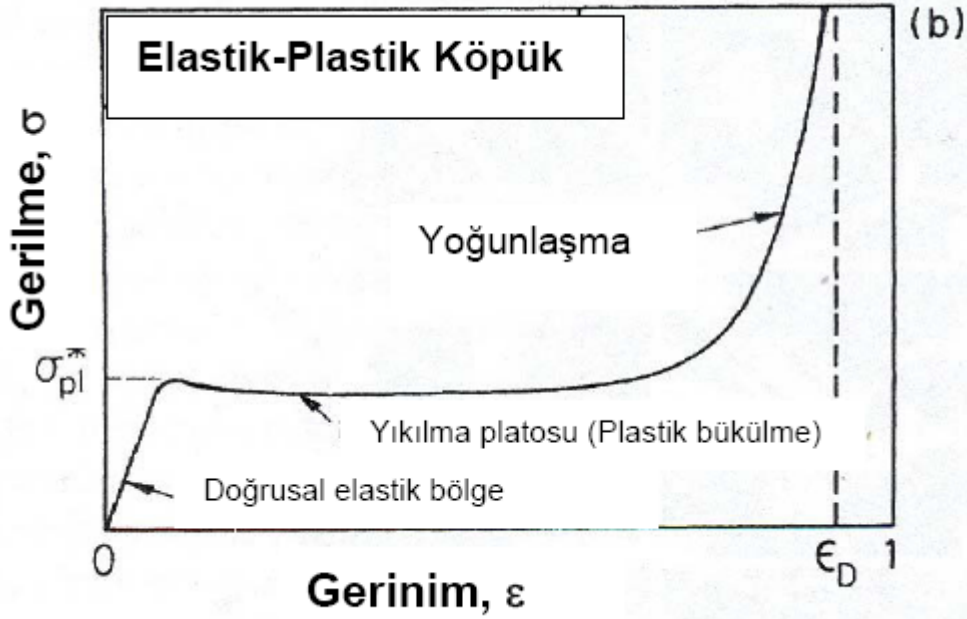 (b)
Elastik-Plastik Köpük
Gerilme, σ
Yoğunlaşma
σ*pl
Yıkılma platosu (Plastik bükülme)
Doğrusal elastik bölge
0
ϵD
1
Gerinim, ε